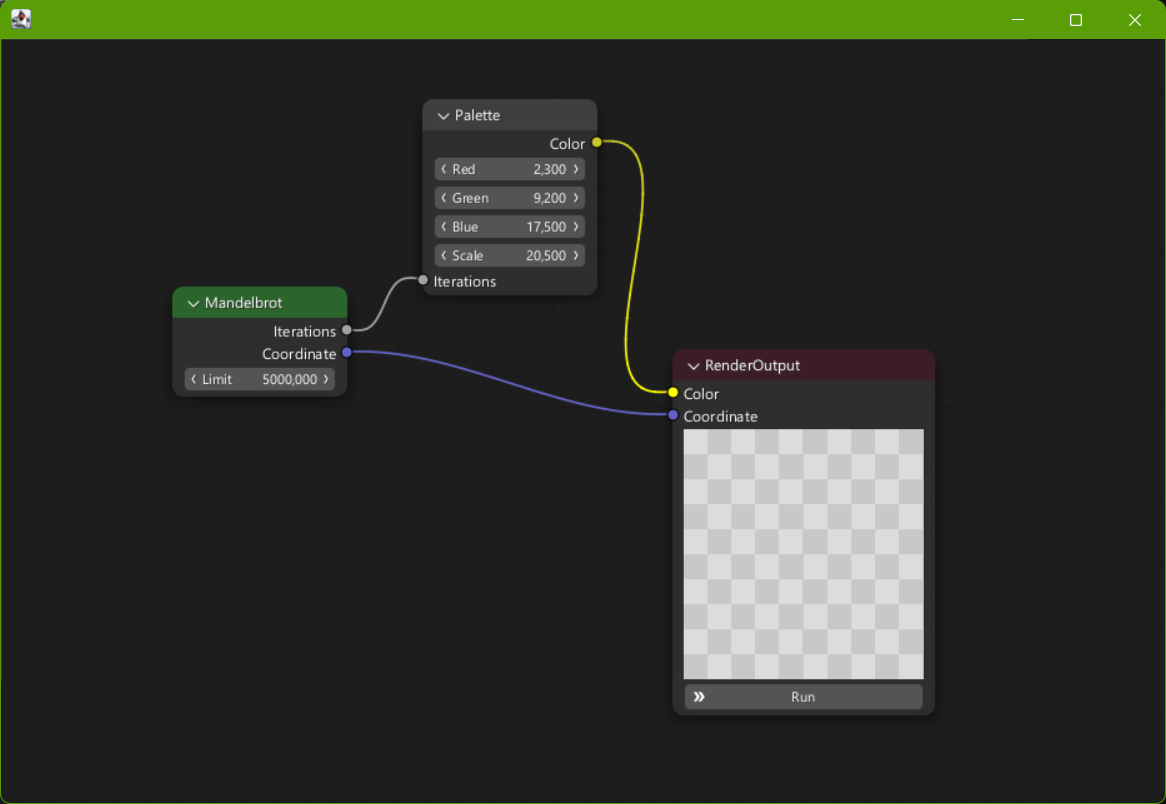 Palette
Color
Red 2,300
Green 9,200
Blue 17,500
Scale 20,500
Iterations
Mandelbrot
Iterations
Coordinate
Limit 5000,000
RenderOutput
Color
Coordinate
Run